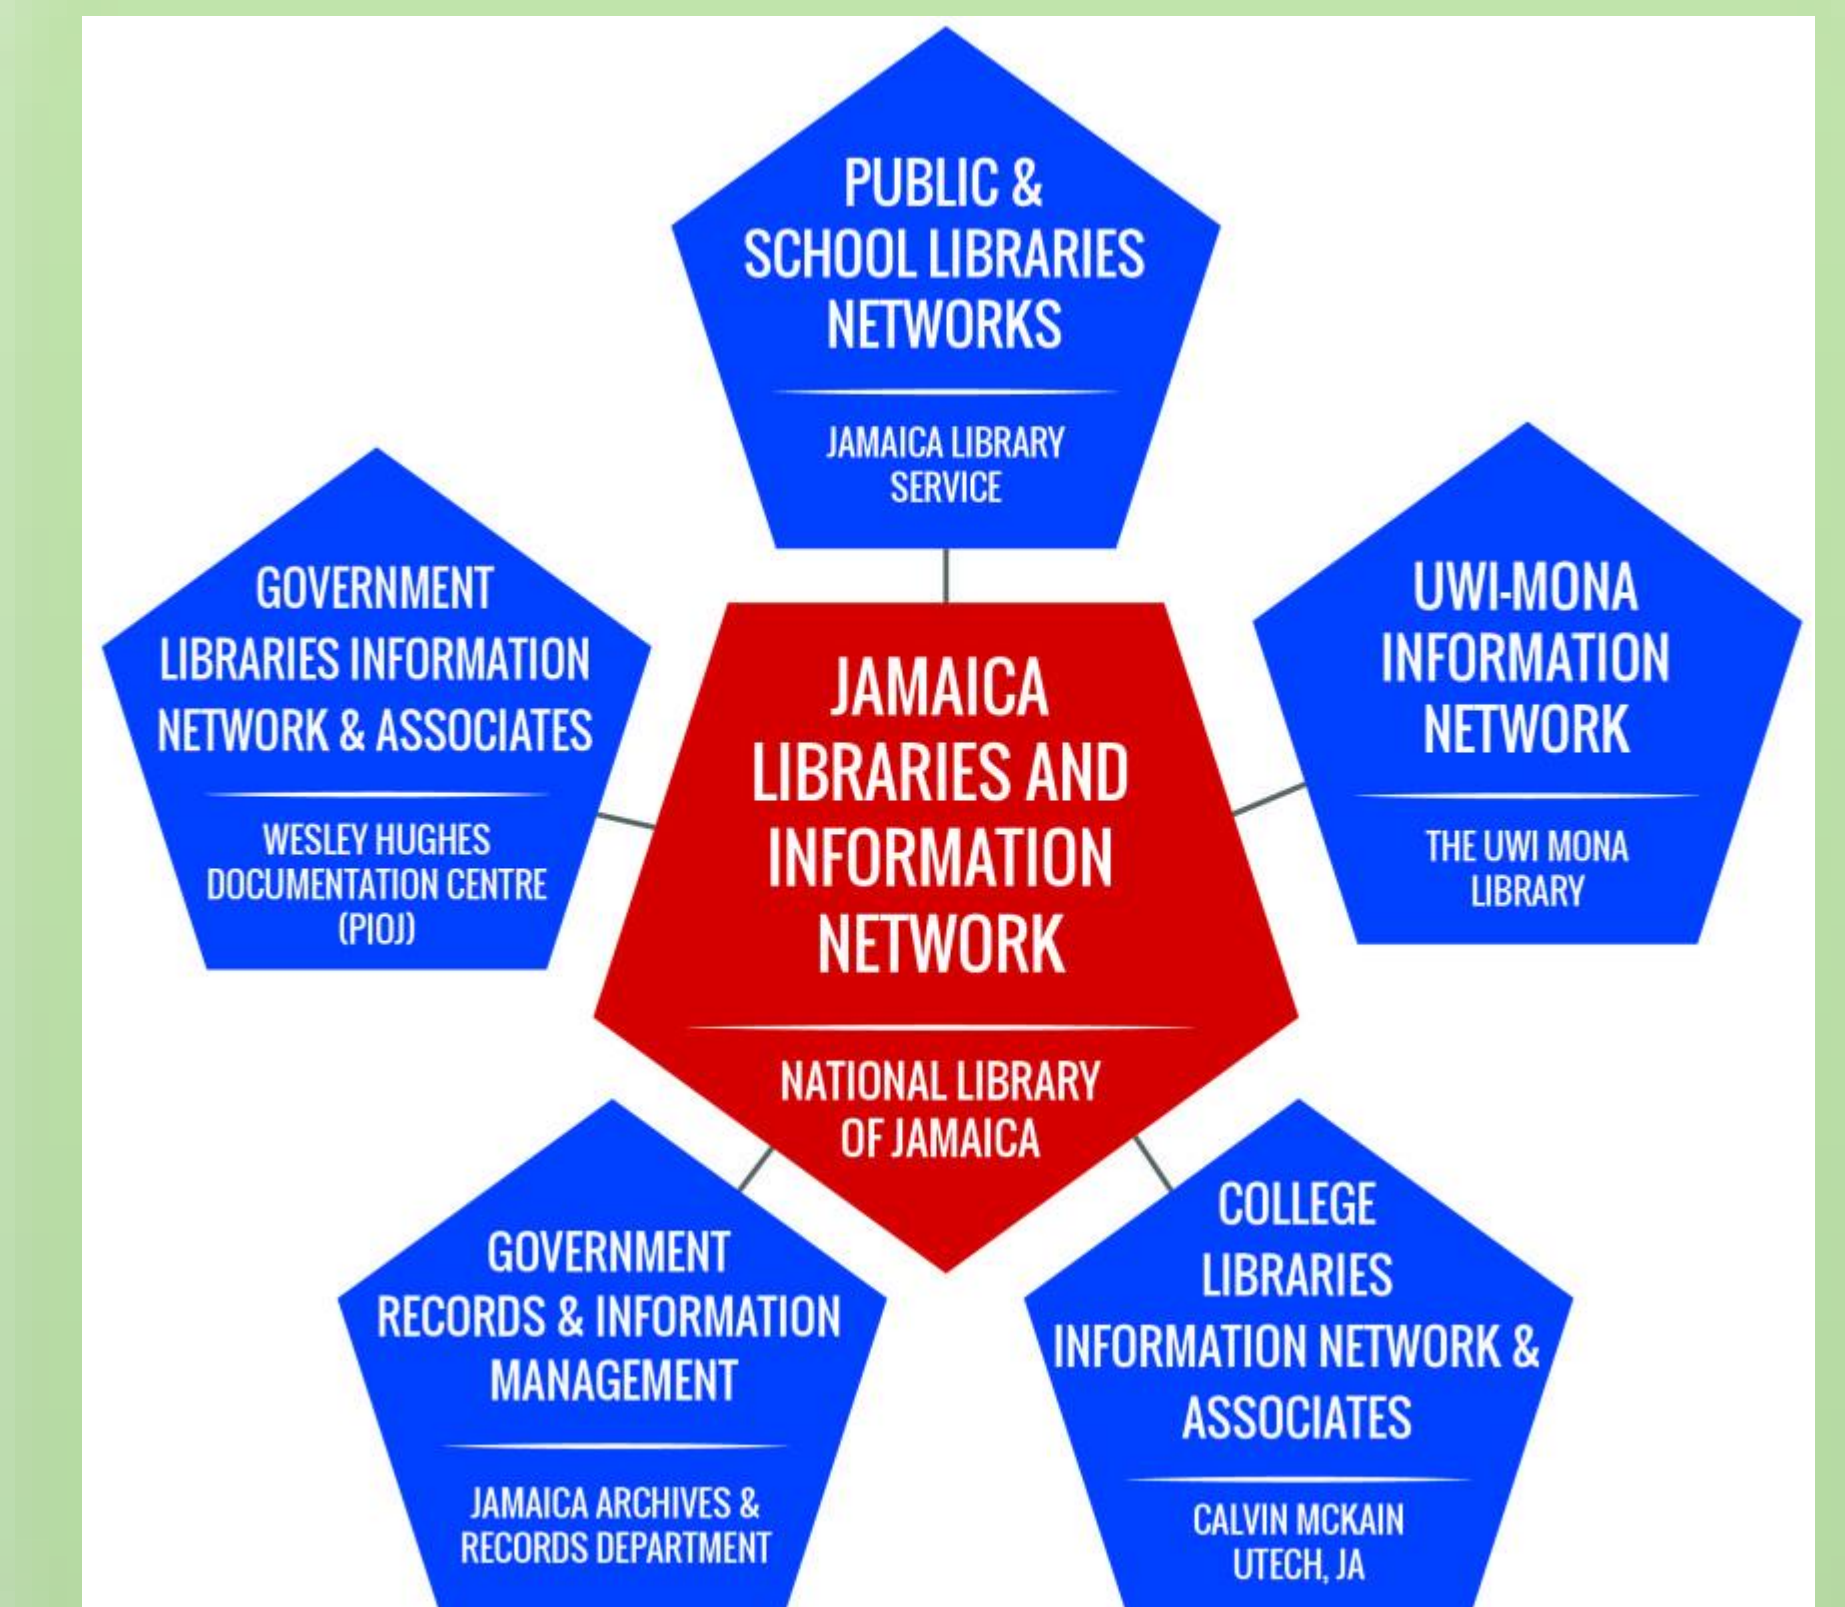 PUBLIC &
SCHOOL LIBRARIES
NETWORKS
JAMAICA LIBRARY
SERVICE
GOVERNMENT
LIBRARIES INFORMATION
NETWORK & ASSOCIATES
WESLEY HUGHES
DOCUMENTATION CENTRE
(PIOJ)
JAMAICA
LIBRARIES AND
INFORMATION
NETWORK
NATIONAL LIBRARY
OF JAMAICA
UWI-MONA
INFORMATION
NETWORK
THE UWI MONA
LIBRARY
GOVERNMENT
RECORDS & INFORMATION
MANAGEMENT
JAMAICA ARCHIVES &
RECORDS DEPARTMENT
COLLEGE
LIBRARIES
INFORMATION NETWORK &
ASSOCIATES
CALVIN MCKAIN
UTECH, JA